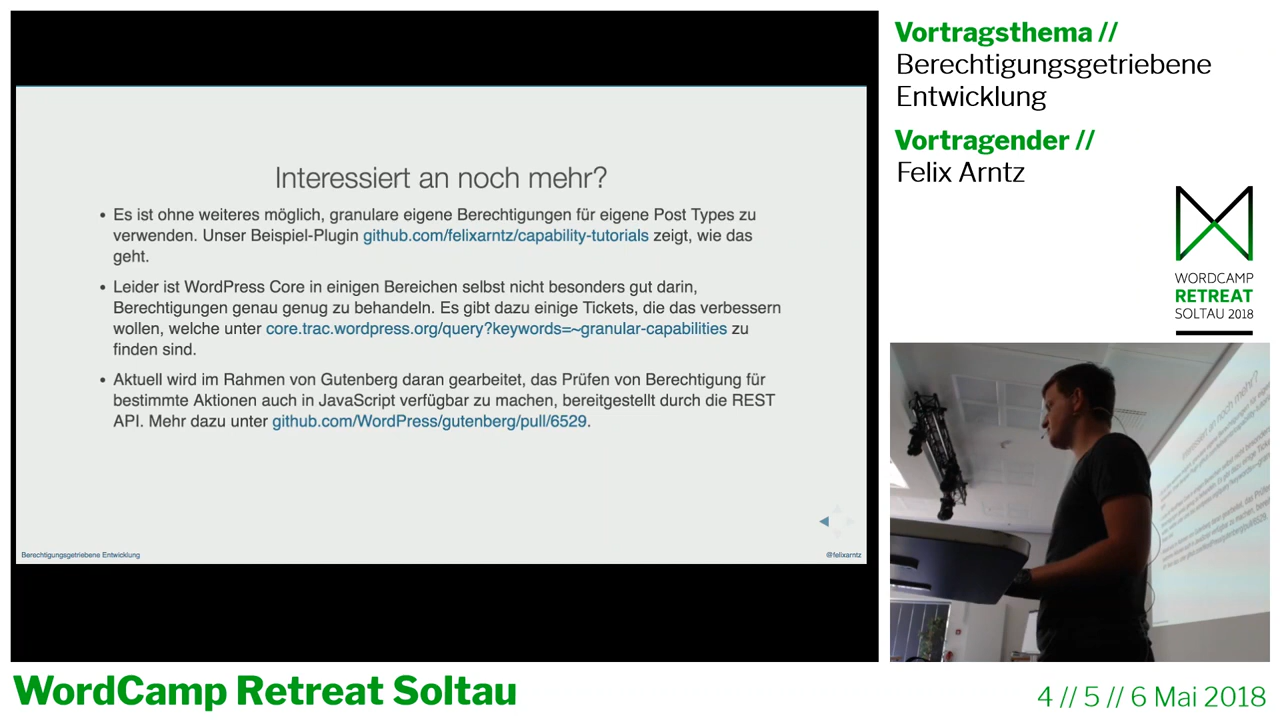 Vortragsthema //
Berechtigungsgetriebene
Entwicklung
Vortragender //
Felix Arntz
WORDCAMP
RETREAT
SOLTAU 2018
Interessiert an noch mehr?
• Es ist ohne weiteres möglich, granulare eigene Berechtigungen für eigene Post Types zu
verwenden. Unser Beispiel-Plugin github.com/felixarntz/capability-tutorials zeigt, wie das
geht.
• Leider ist WordPress Core in einigen Bereichen selbst nicht besonders gut darin,
Berechtigungen genau genug zu behandeln. Es gibt dazu einige Tickets, die das verbessern
wollen, welche unter core.trac.wordpress.org/query?keywords=~granular-capabilities zu
finden sind.
• Aktuell wird im Rahmen von Gutenberg daran gearbeitet, das Prüfen von Berechtigung für
bestimmte Aktionen auch in JavaScript verfügbar zu machen, bereitgestellt durch die REST
API. Mehr dazu unter github.com/WordPress/gutenberg/pull/6529.
Berechtigungsgetriebene Entwicklung
@felixarntz
Interessiert an noch mehr?
WordCamp Retreat Soltau
4 // 5 // 6 Mai 2018